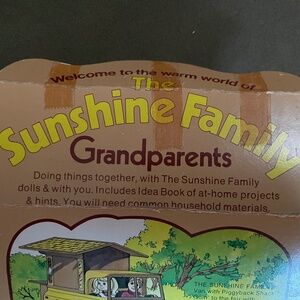 Welcome to the warm world of
The
Sunshine Family
Grandparents
Doing things together, with The Sunshine Family
dolls & with you. Includes Idea Book of at-home projects
& hints. You will need common household materials.
THE SUNSHINE FAMILY
Van with Piggyback Shack
to the